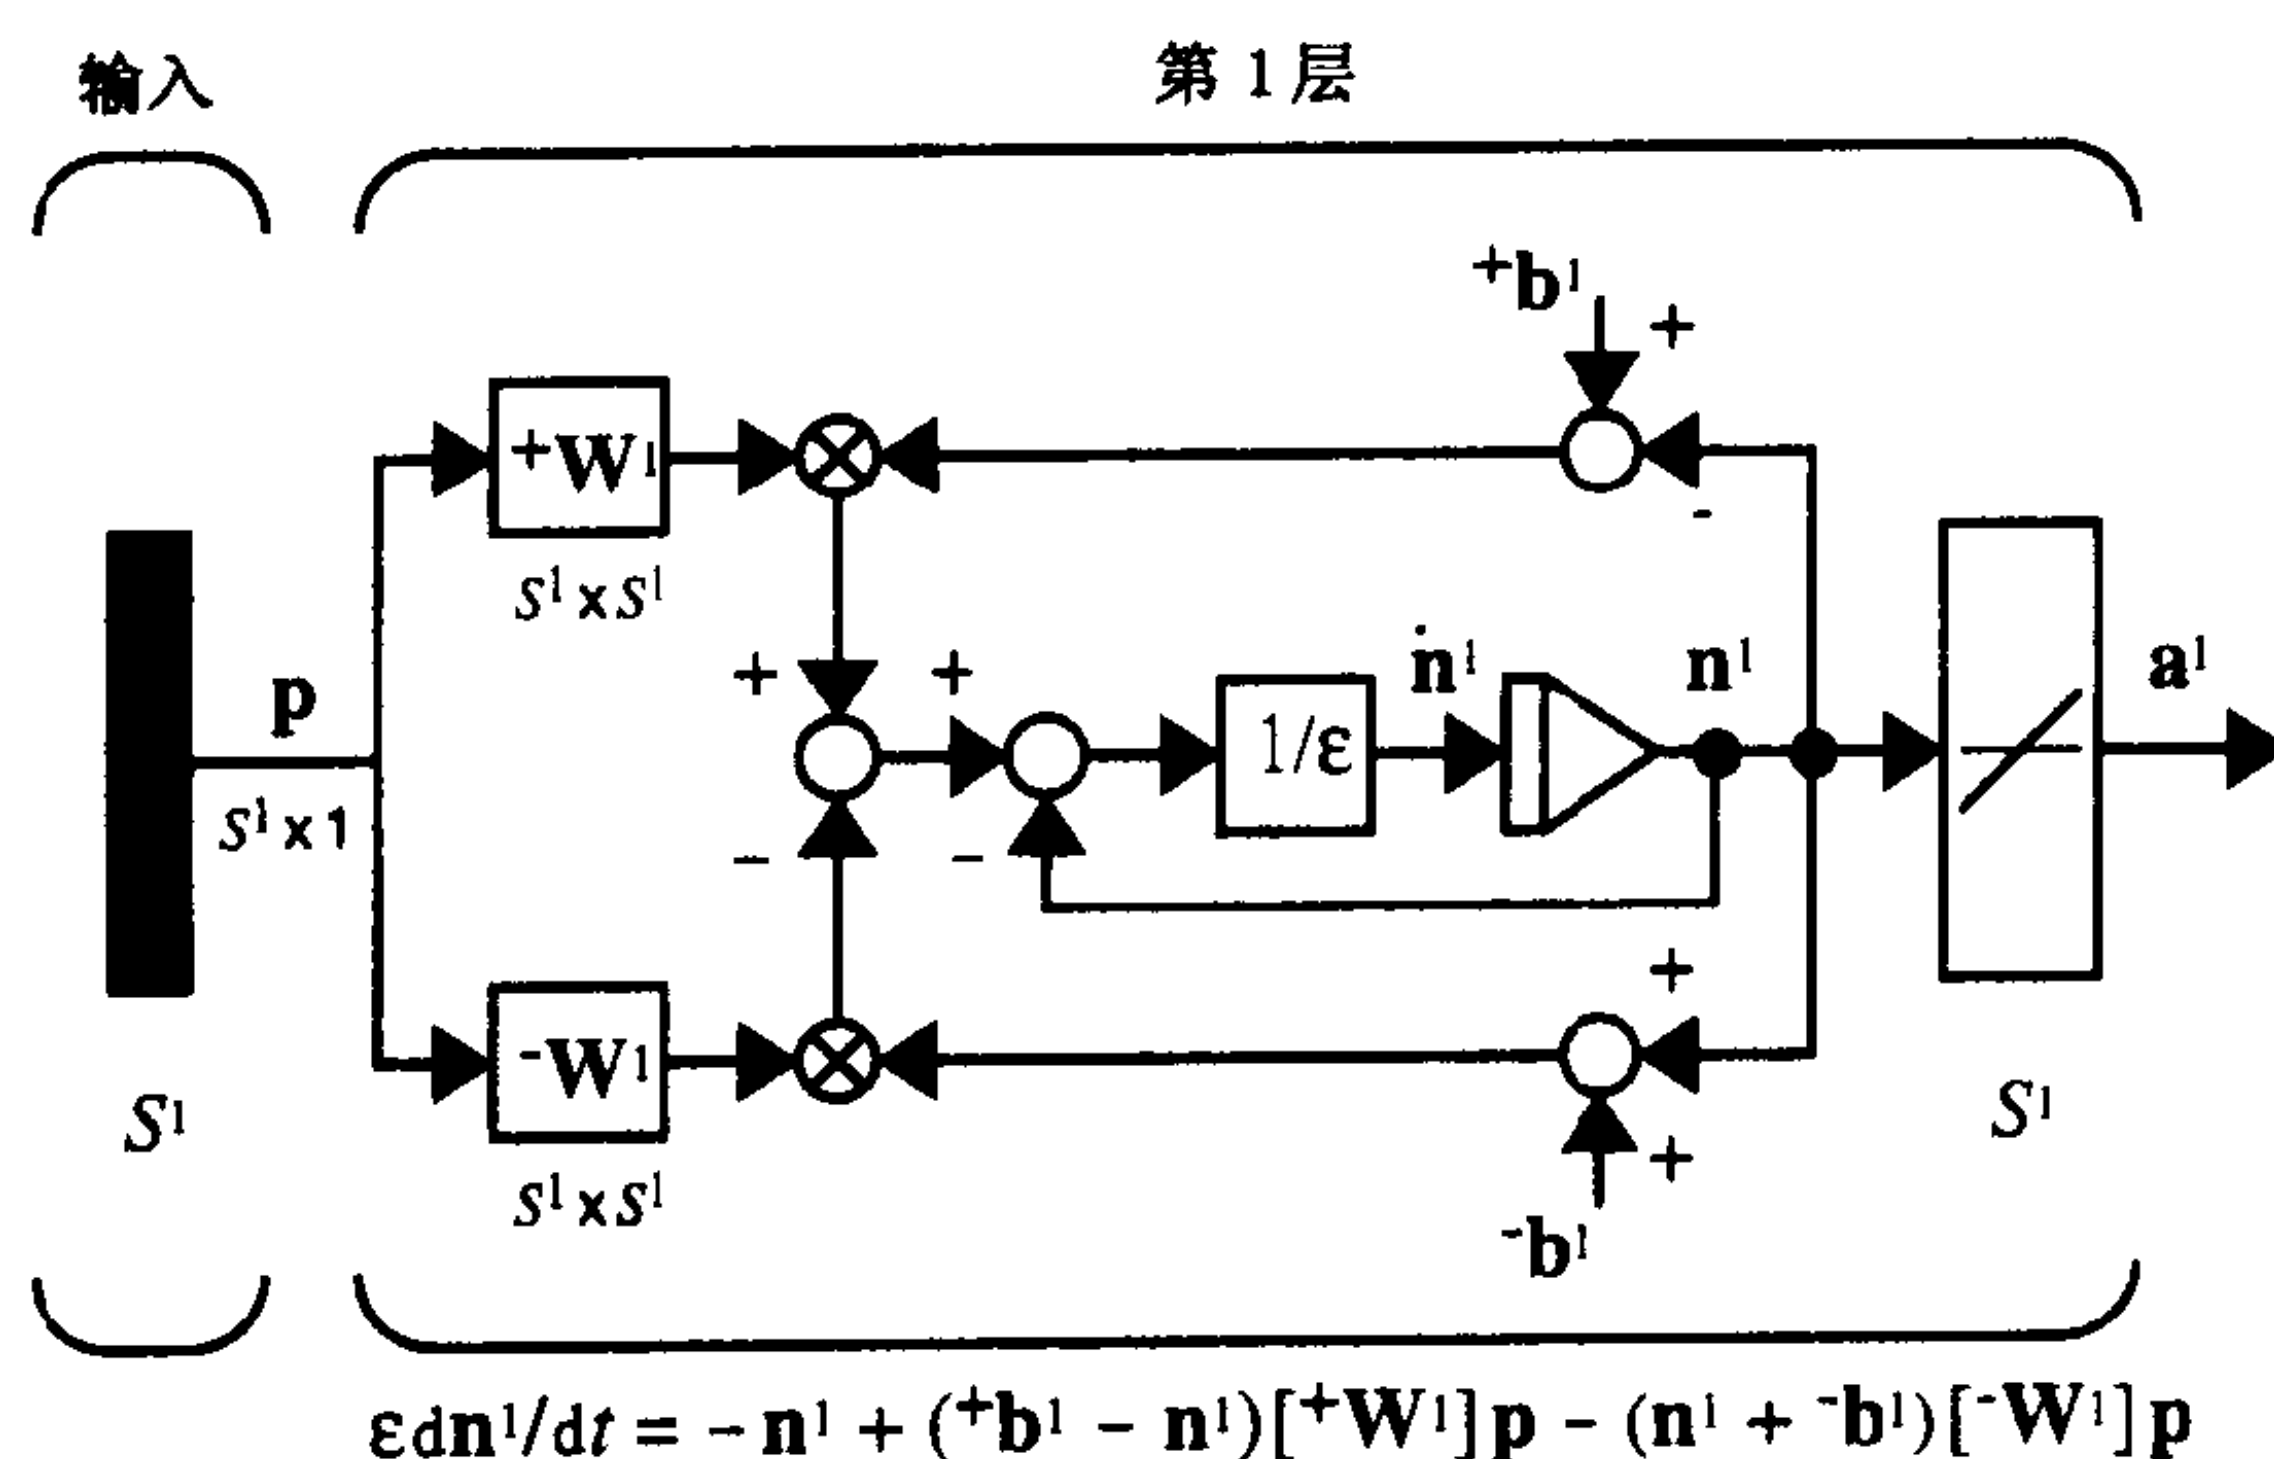 输入
第 1 层
⁺b¹
+
⁺W¹
-
S¹ x S¹
p
+
+
ṅ¹
n¹
a¹
1/ε
S¹ x 1
-
-
+
⁻W¹
S¹
S¹
+
S¹ x S¹
⁻b¹
εdn¹/dt = - n¹ + (⁺b¹ - n¹)[⁺W¹]p - (n¹ + ⁻b¹)[⁻W¹]p